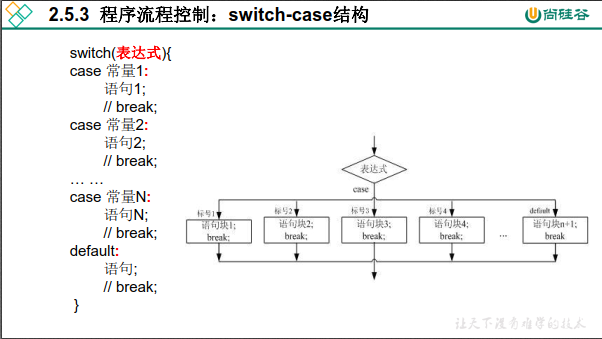 2.5.3 程序流程控制：switch-case结构
尚硅谷
switch(表达式){
case 常量1:
语句1;
// break;
case 常量2:
语句2;
// break;
… …
case 常量N:
语句N;
// break;
default:
语句;
// break;
}
表达式
case
标号1
标号2
标号3
标号4
default
语句块1;
break;
语句块2;
break;
语句块3;
break;
语句块4;
break;
...
语句块n+1;
break
让天下没有难学的技术